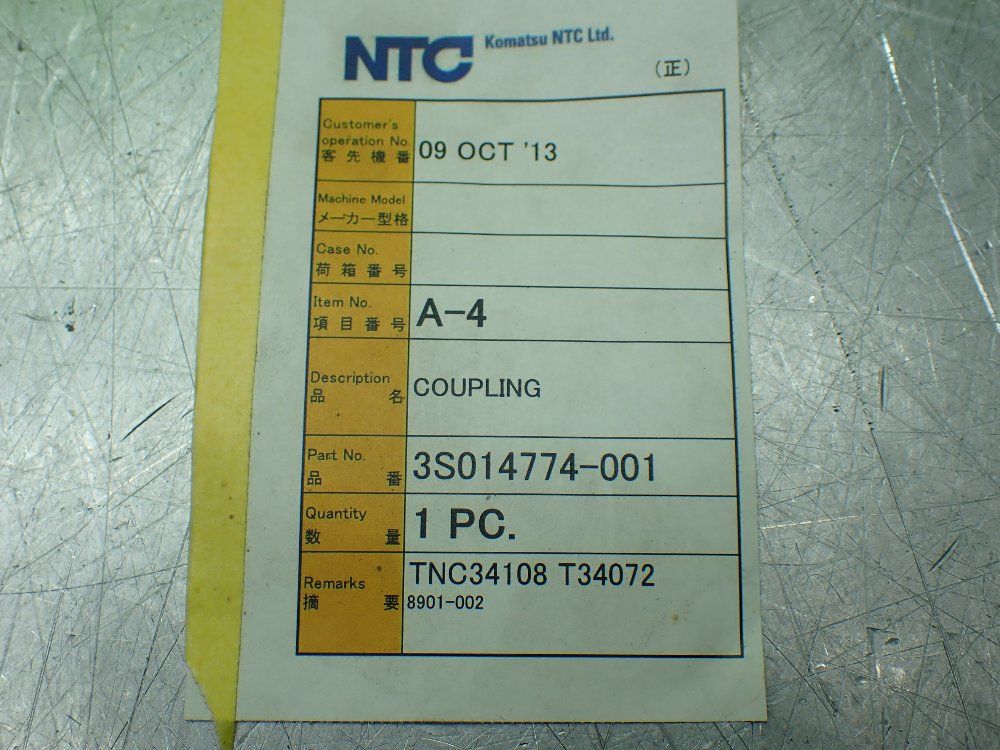 NTC Komatsu NTC Ltd.
(正)
Customer's
operation No.
客先機番
09 OCT '13
Machine Model
メーカー型格
Case No.
荷箱番号
Item No.
項目番号
A-4
Description
品名
COUPLING
Part No.
品番
3S014774-001
Quantity
数量
1 PC.
Remarks
摘要
TNC34108 T34072
8901-002